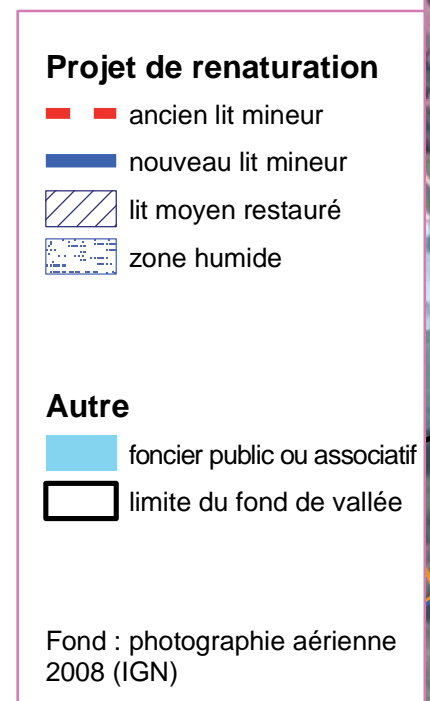 Projet de renaturation
ancien lit mineur
nouveau lit mineur
lit moyen restauré
zone humide
Autre
foncier public ou associatif
limite du fond de vallée
Fond : photographie aérienne
2008 (IGN)